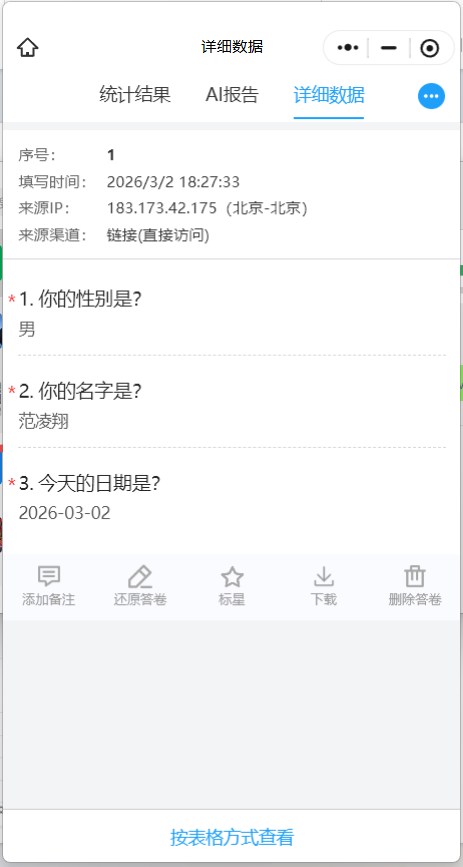 详细数据
统计结果 AI报告 详细数据
序号： 1
填写时间： 2026/3/2 18:27:33
来源IP： 183.173.42.175（北京-北京）
来源渠道： 链接(直接访问)
*1. 你的性别是?
男
*2. 你的名字是?
范凌翔
*3. 今天的日期是?
2026-03-02
添加备注 还原答卷 标星 下载 删除答卷
按表格方式查看